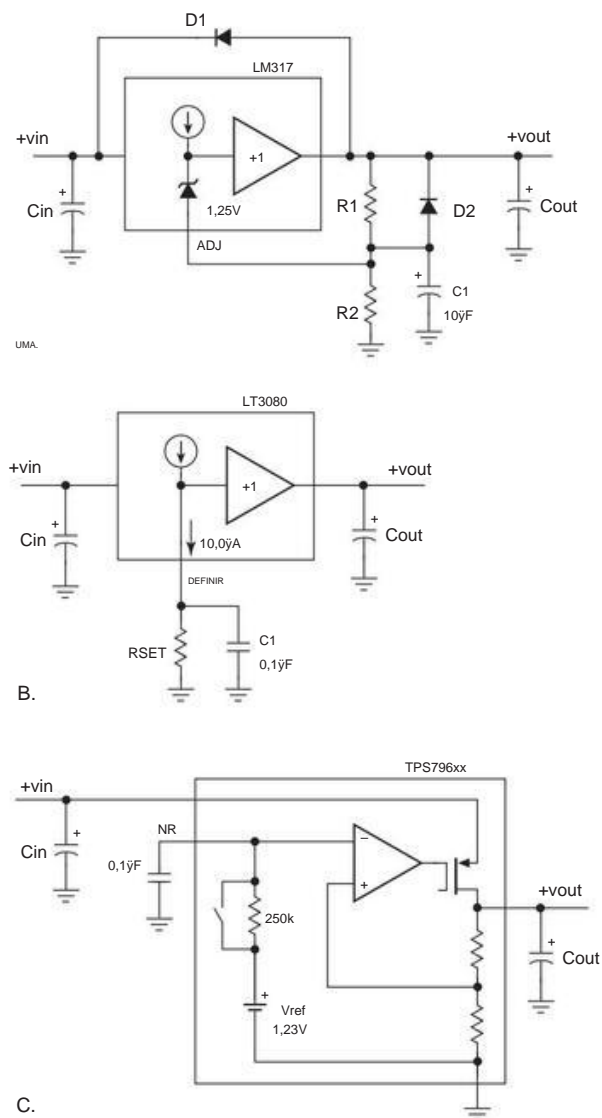 D1
LM317
+vin
+1
+vout
+
Cin
1,25V
R1
D2
+
Cout
ADJ
R2
+
C1
10ÿF
UMA.
LT3080
+vin
+1
+vout
+
Cin
10,0ÿA
+
Cout
DEFINIR
RSET
C1
0,1ÿF
B.
TPS796xx
+vin
Cin
+
NR
0,1ÿF
−
+
250k
+vout
+
Cout
+
Vref
1,23V
C.